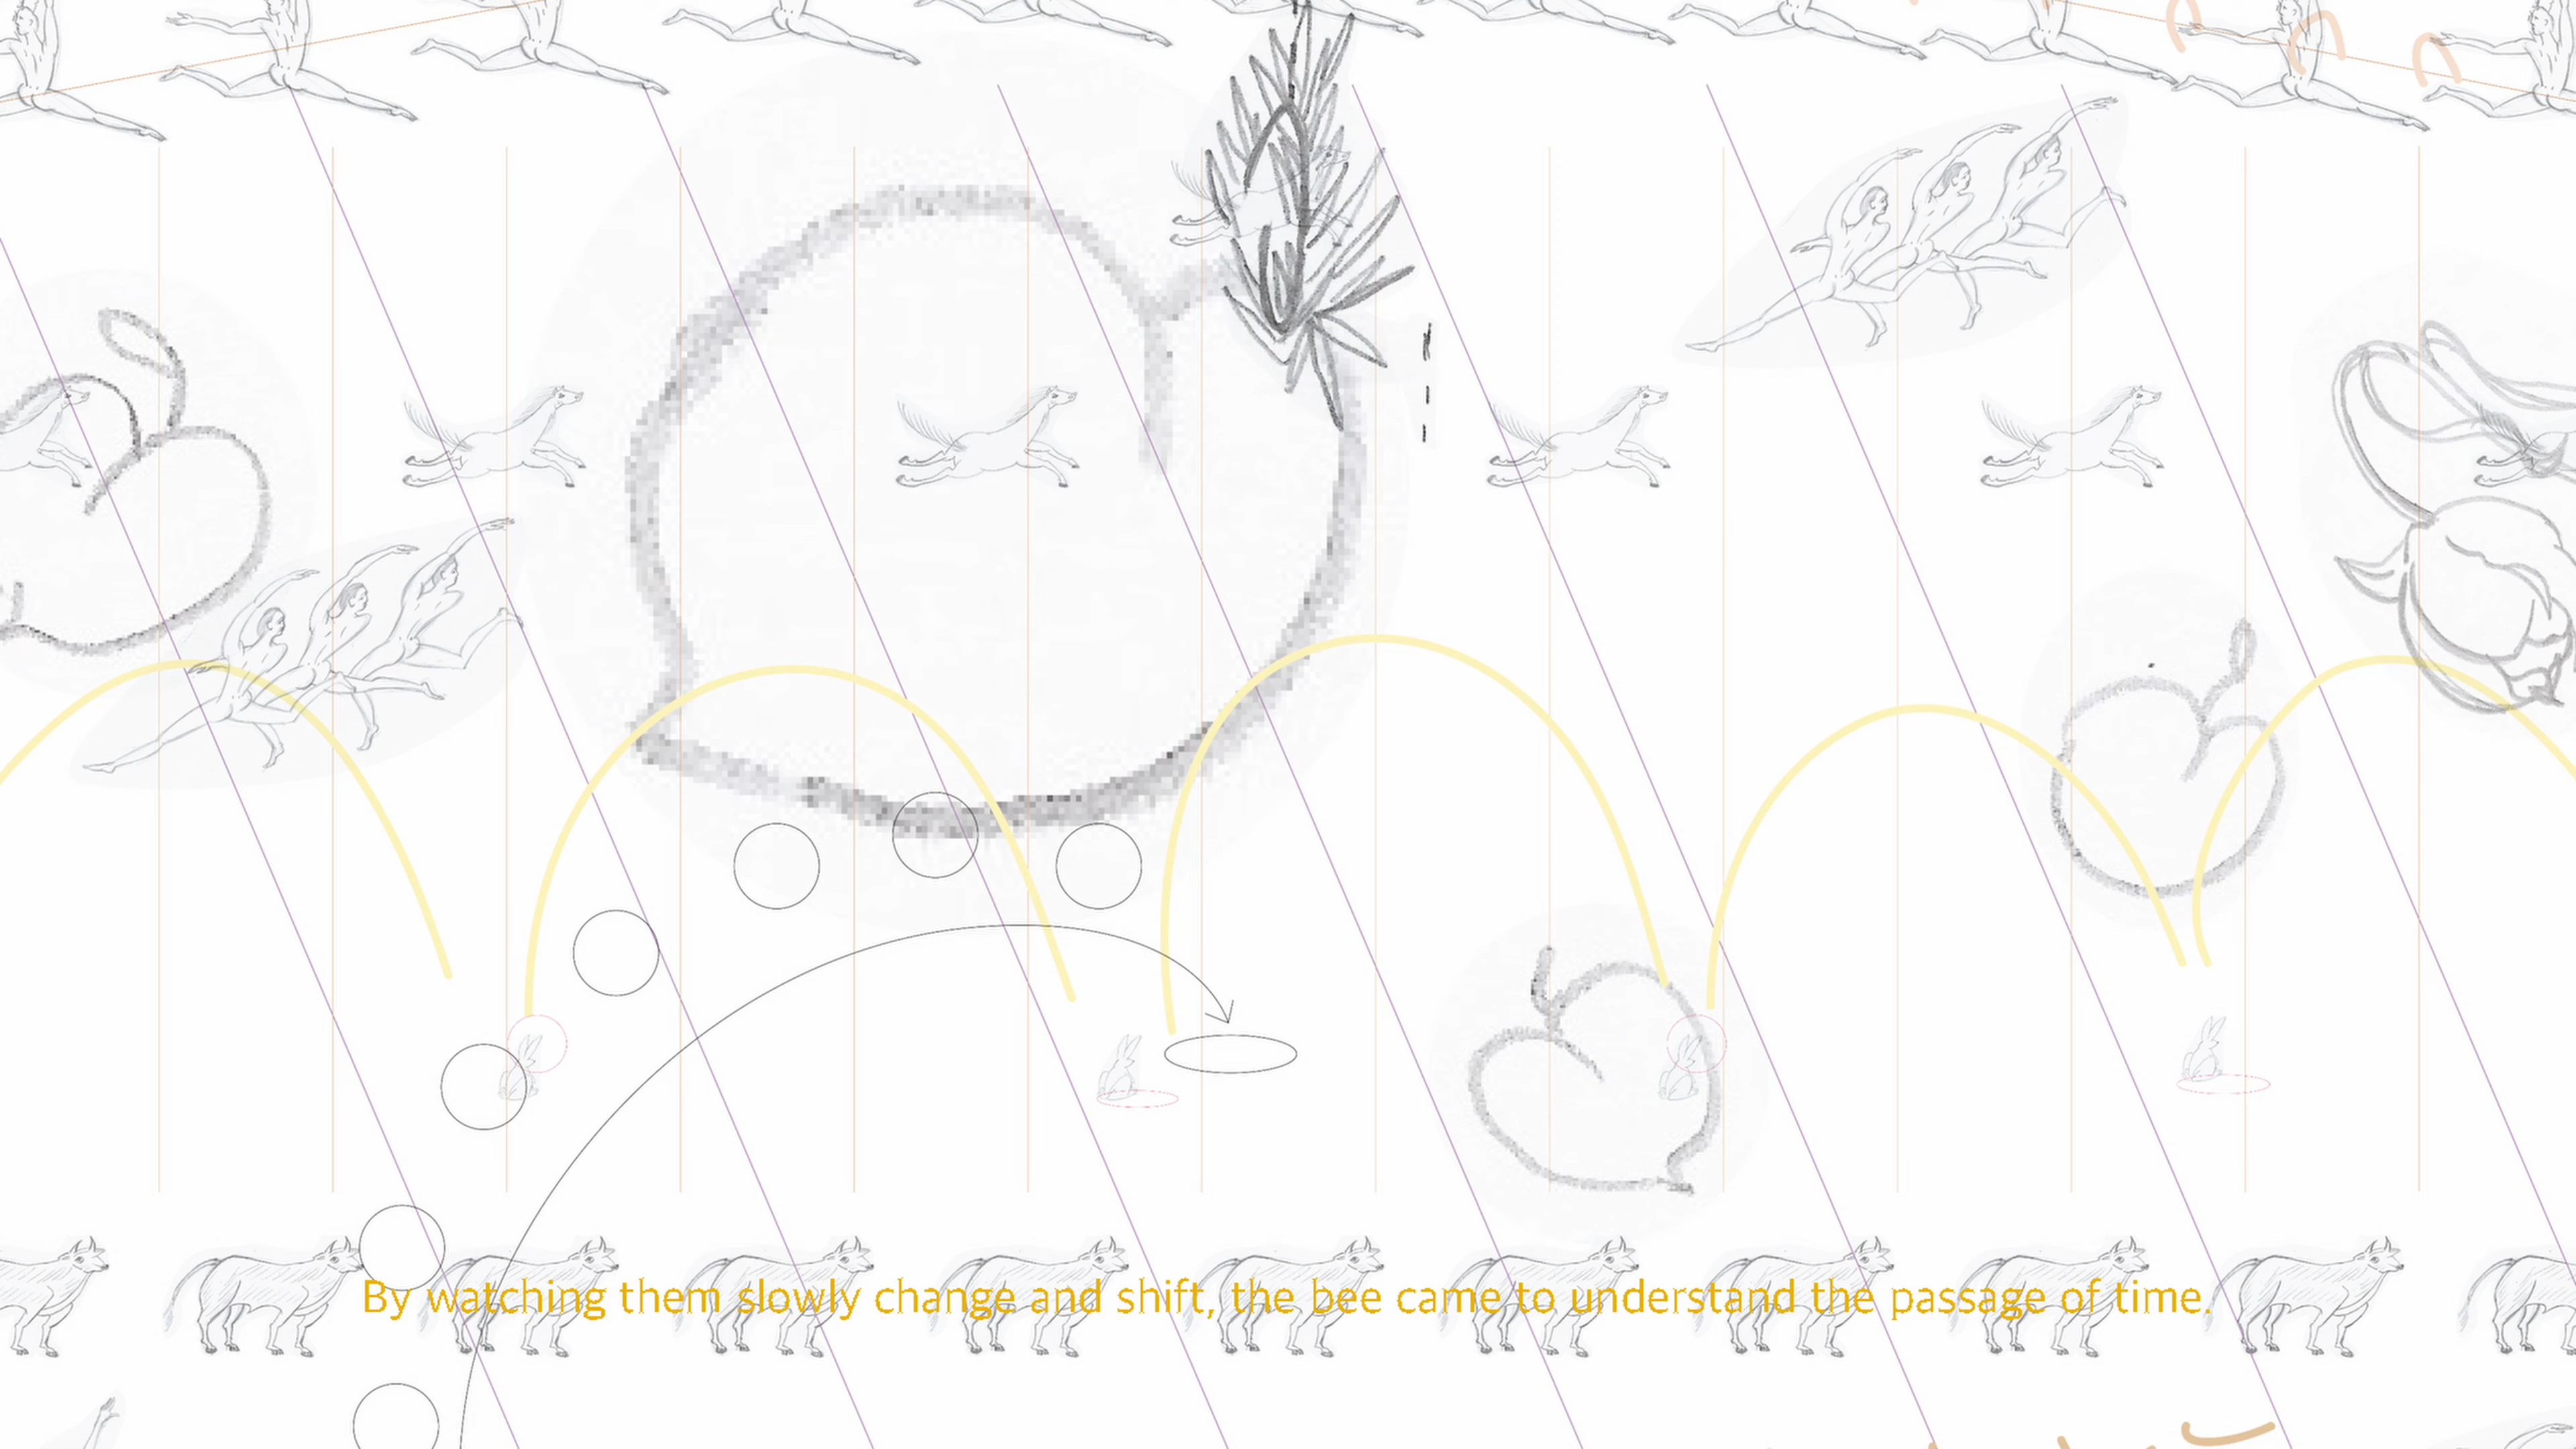 By watching them slowly change and shift, the bee came to understand the passage of time.